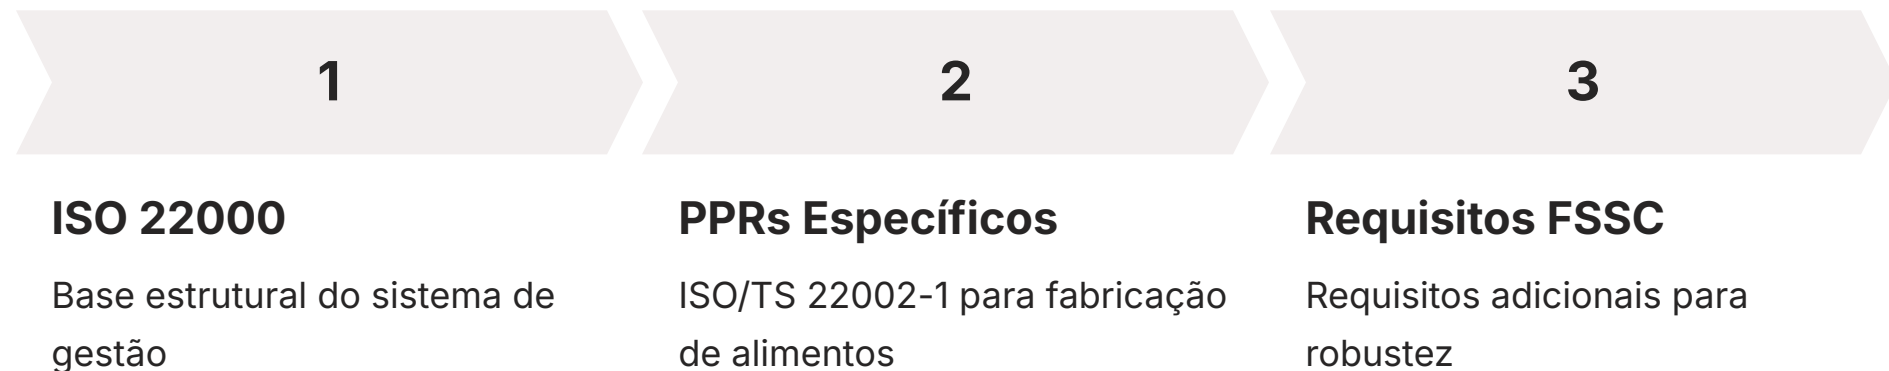 1
2
3
ISO 22000
Base estrutural do sistema de
gestão
PPRs Específicos
ISO/TS 22002-1 para fabricação
de alimentos
Requisitos FSSC
Requisitos adicionais para
robustez